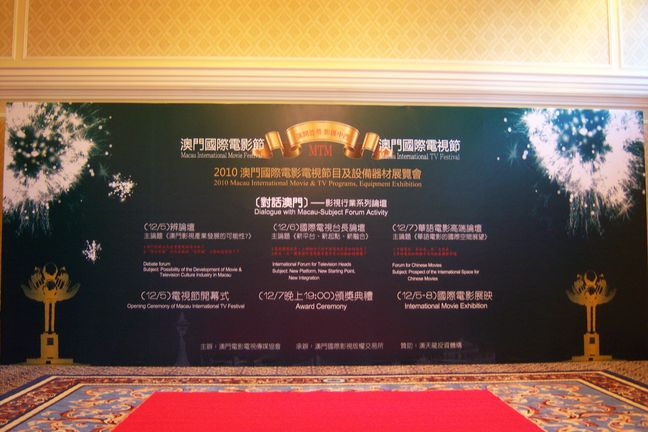 澳門國際電影節
Macau International Movie Festival
MTM
澳門國際電視節
International TV Festival
2010 澳門國際電影電視節目及設備器材展覽會
2010 Macau International Movie & TV Programs, Equipment Exhibition
〔對話澳門〕——影視行業系列論壇
Dialogue with Macau-Subject Forum Activity
(12/5)辨論壇
主論題《澳門影視產業發展的可能性?》
Debate forum
Subject: Possibility of the Development of Movie &
Television Culture Industry in Macau
(12/6)國際電視台長論壇
主論題《新平台、新起點、新融合》
International Forum for Television Heads
Subject: New Platform, New Starting Point,
New Integration
(12/7)華語電影高端論壇
主論題《華語電影的國際空間展望》
Forum for Chinese Movies
Subject: Prospect of the International Space for
Chinese Movies
(12/5)電視節開幕式
Opening Ceremony of Macau International TV Festival
(12/7晚上19:00)頒獎典禮
Award Ceremony
(12/5-8)國際電影展映
International Movie Exhibition
主辦：澳門電影電視傳媒協會
承辦：澳門國際影視版權交易所
贊助：澳天龍投資機構